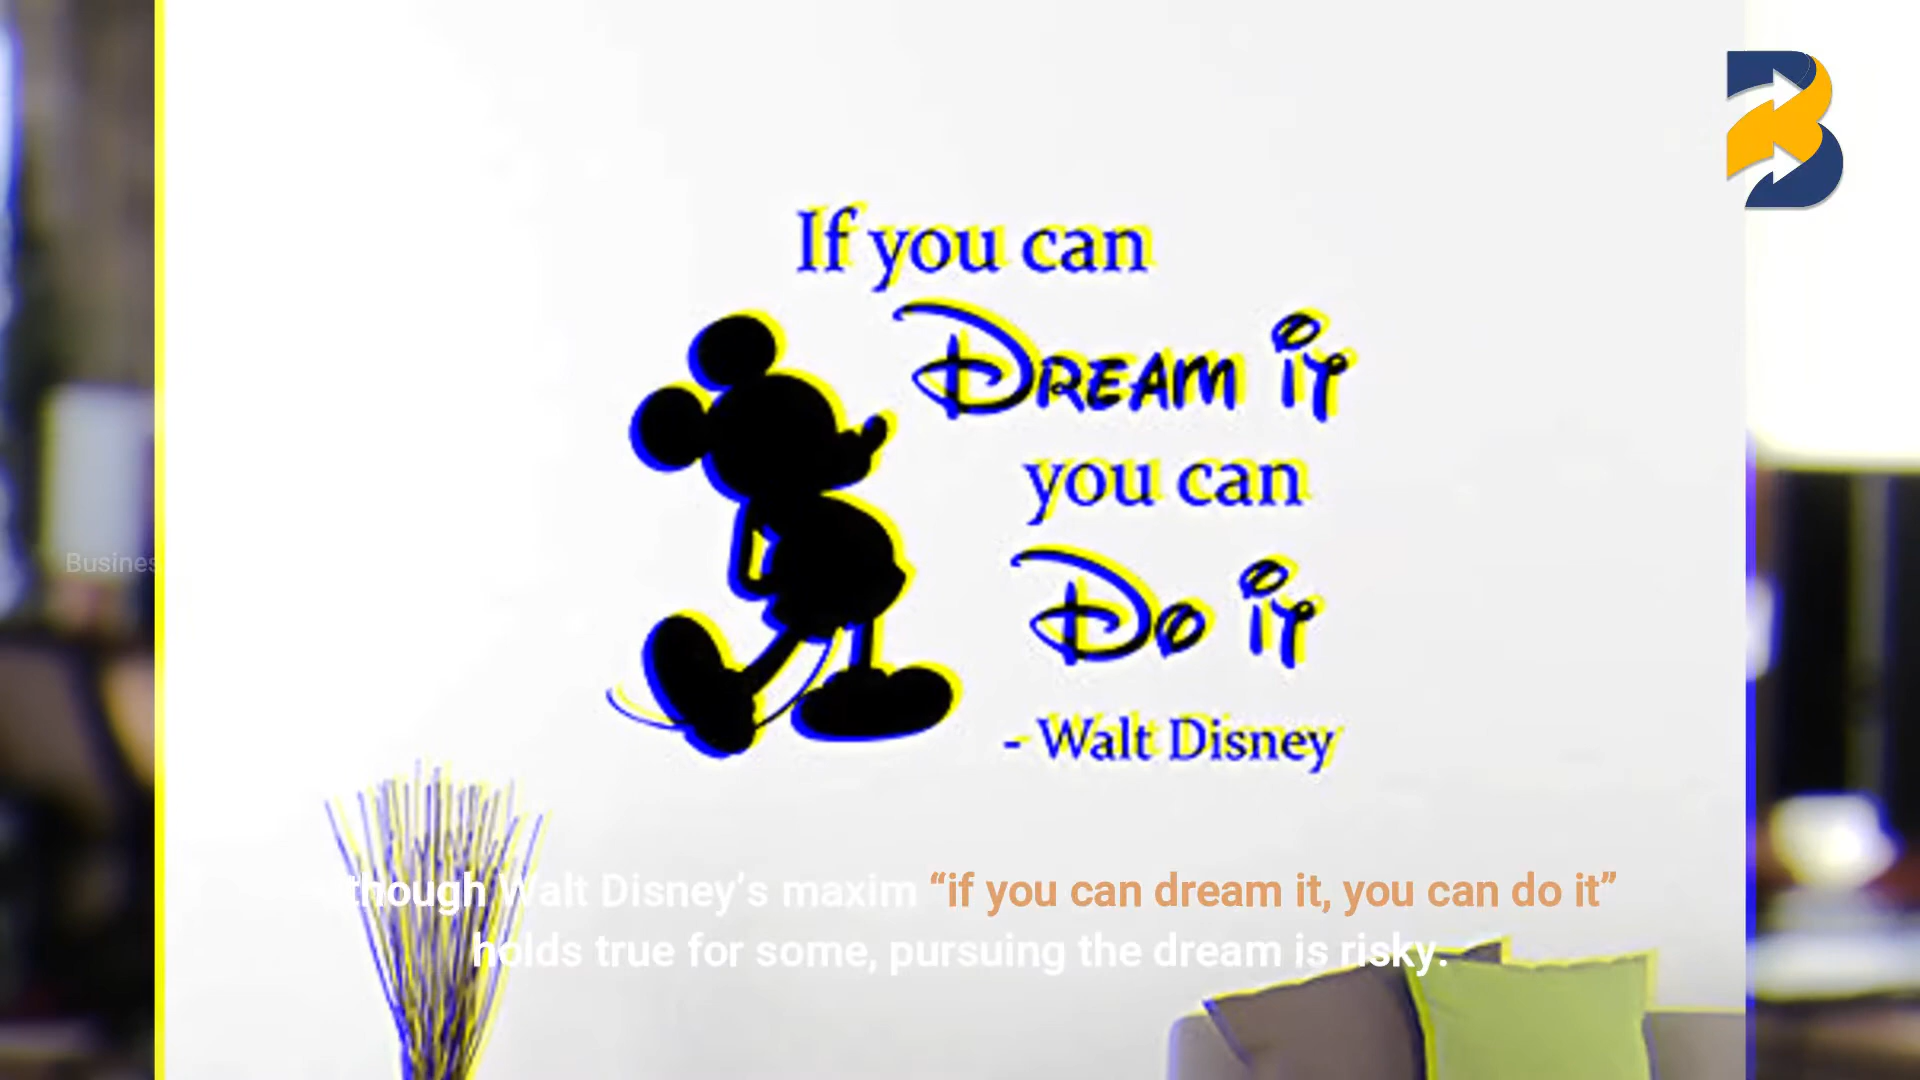 If you can
Dream it
you can
Do it
- Walt Disney
though Walt Disney's maxim “if you can dream it, you can do it”
holds true for some, pursuing the dream is risky.